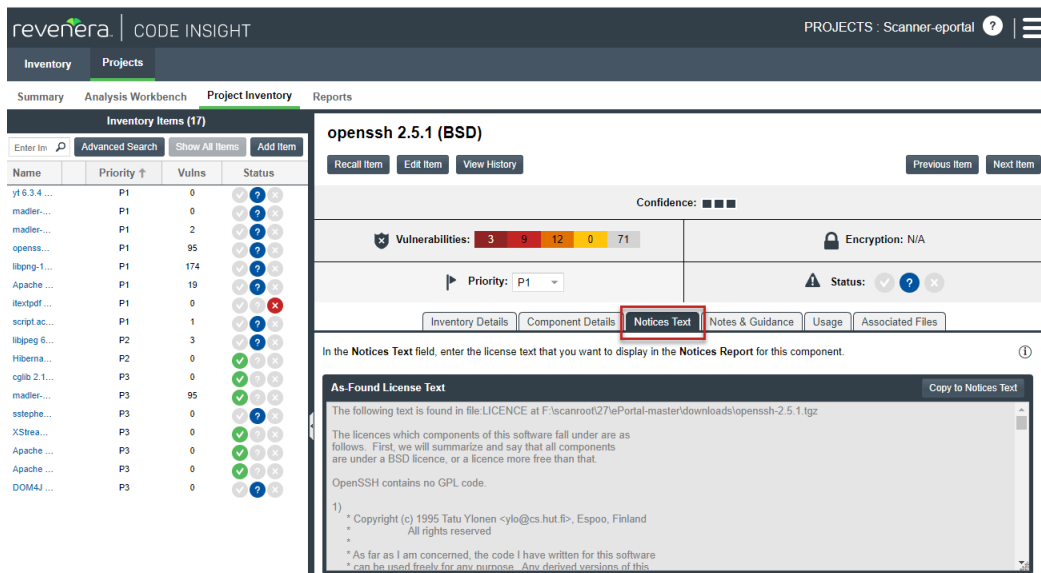 revenera. | CODE INSIGHT
PROJECTS : Scanner-eportal ?
Inventory Projects
Summary Analysis Workbench Project Inventory Reports
Inventory Items (17)
Enter In Advanced Search Show All Items Add Item
Name Priority ↑ Vulns Status
yt 6.3.4 ... P1 0
madler-... P1 0
madler-... P1 2
openss... P1 95
libpng-1... P1 174
Apache ... P1 19
itextpdf ... P1 0
script.ac... P1 1
libjpeg 6... P2 3
Hiberna... P2 0
cglib 2.1... P3 0
madler-... P3 95
sstephe... P3 0
XStrea... P3 0
Apache ... P3 0
Apache ... P3 0
DOM4J ... P3 0
openssh 2.5.1 (BSD)
Recall Item Edit Item View History Previous Item Next Item
Confidence:
Vulnerabilities: 3 9 12 0 71
Encryption: N/A
Priority: P1
Status:
Inventory Details Component Details Notices Text Notes & Guidance Usage Associated Files
In the Notices Text field, enter the license text that you want to display in the Notices Report for this component.
As-Found License Text Copy to Notices Text
The following text is found in file:LICENCE at F:\scanroot\27\ePortal-master\downloads\openssh-2.5.1.tgz
The licences which components of this software fall under are as
follows. First, we will summarize and say that all components
are under a BSD licence, or a licence more free than that.
OpenSSH contains no GPL code.
1)
* Copyright (c) 1995 Tatu Ylonen <ylo@cs.hut.fi>, Espoo, Finland
* All rights reserved
*
* As far as I am concerned, the code I have written for this software
* can be used freely for any purpose. Any derived versions of this